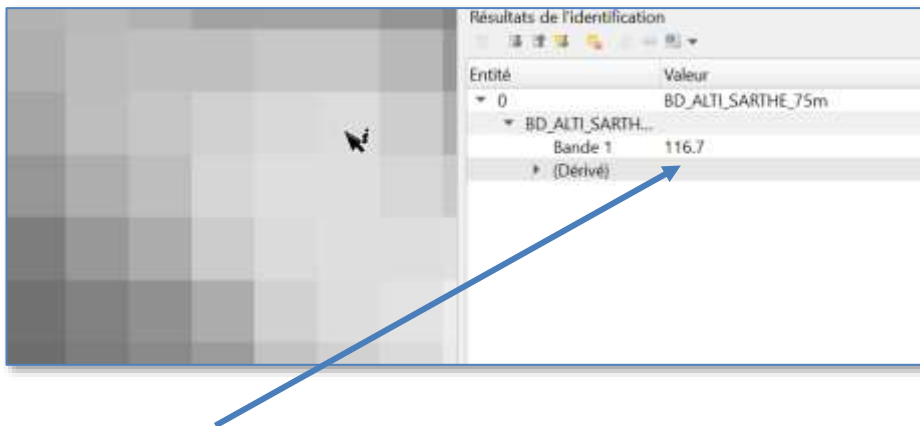 Résultats de l'identification
Entité Valeur
0 BD_ALTI_SARTHE_75m
BD_ALTI_SARTH...
Bande 1 116.7
(Dérivé)